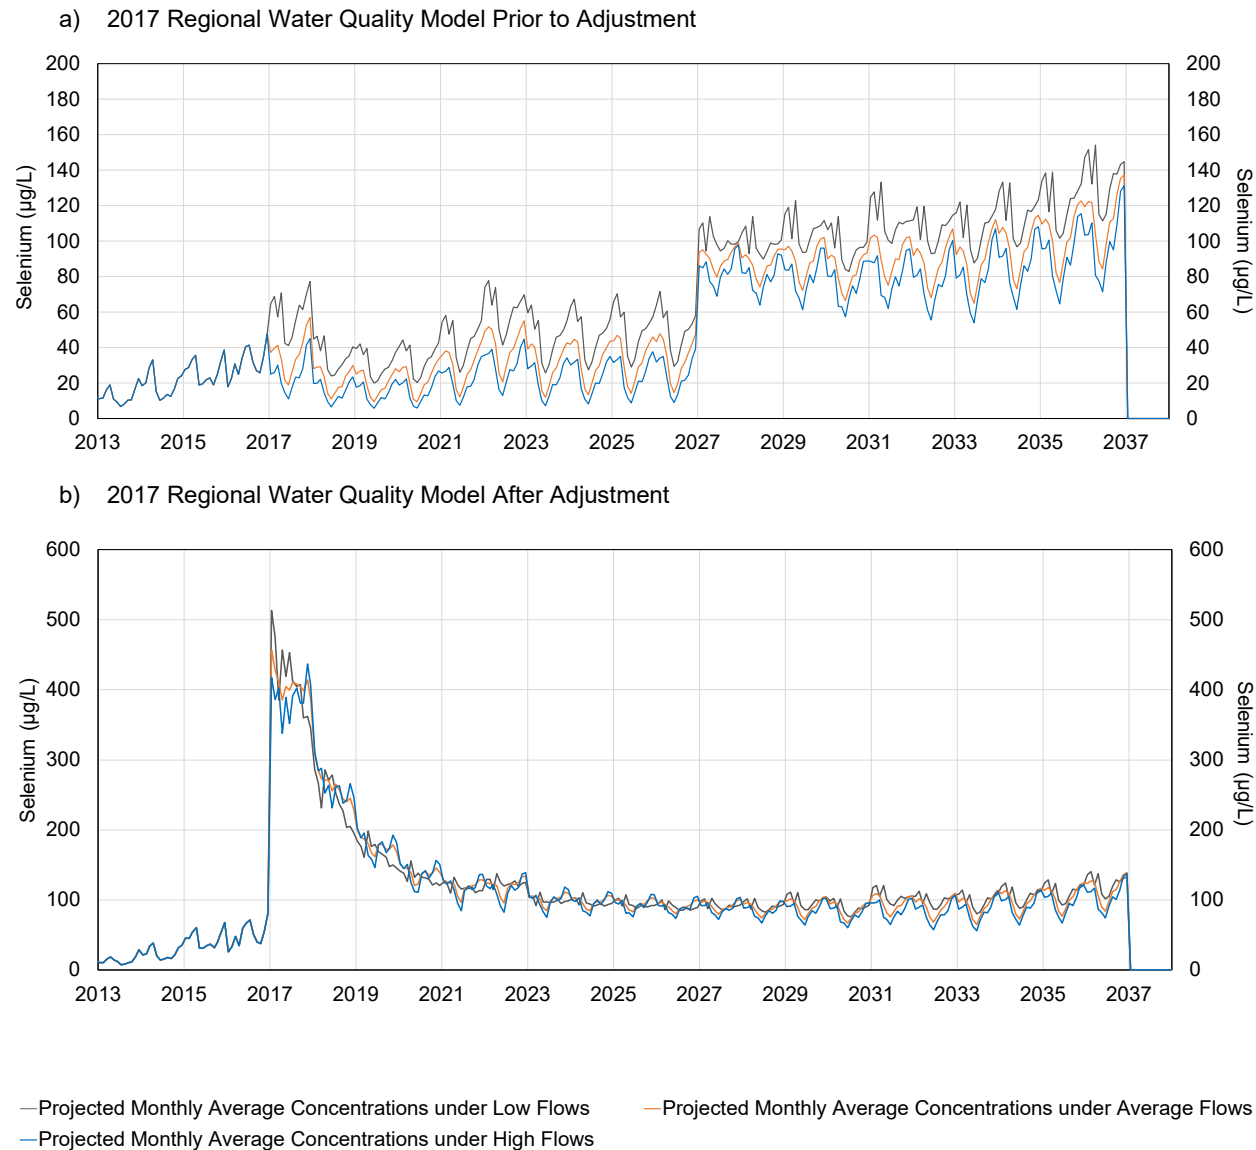 a) 2017 Regional Water Quality Model Prior to Adjustment
200 200
180 180
160 160
140 140
120 120
100 100
80 80
60 60
40 40
20 20
0 0
Selenium (µg/L)
Selenium (µg/L)
2013 2015 2017 2019 2021 2023 2025 2027 2029 2031 2033 2035 2037
b) 2017 Regional Water Quality Model After Adjustment
600 600
500 500
400 400
300 300
200 200
100 100
0 0
Selenium (µg/L)
Selenium (µg/L)
2013 2015 2017 2019 2021 2023 2025 2027 2029 2031 2033 2035 2037
Projected Monthly Average Concentrations under Low Flows Projected Monthly Average Concentrations under Average Flows
Projected Monthly Average Concentrations under High Flows